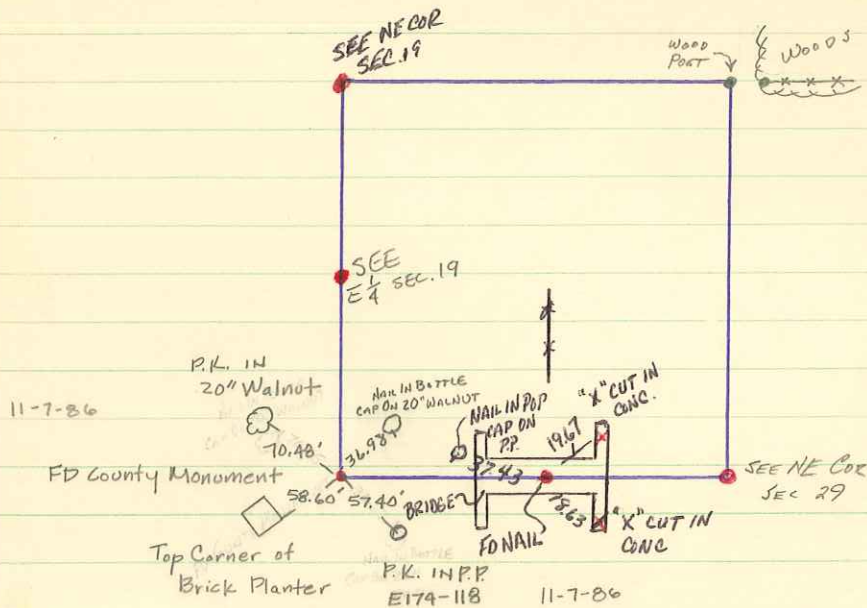 SEE NE COR
SEC. 19
WOOD
POST
WOODS
SEE
E 1/4 SEC. 19
P.K. IN
20" Walnut
NAIL IN BOTTLE
CAP ON 20" WALNUT
NAIL IN POP
CAP ON
P.P.
"X" CUT IN
CONC.
11-7-86
70.48'
36.98'
37.43
19.67
FD County Monument
58.60'
57.40'
BRIDGE
FD NAIL
18.63
SEE NE COR
SEC 29
"X" CUT IN
CONC
Top Corner of
Brick Planter
P.K. IN P.P.
E174-118
11-7-86